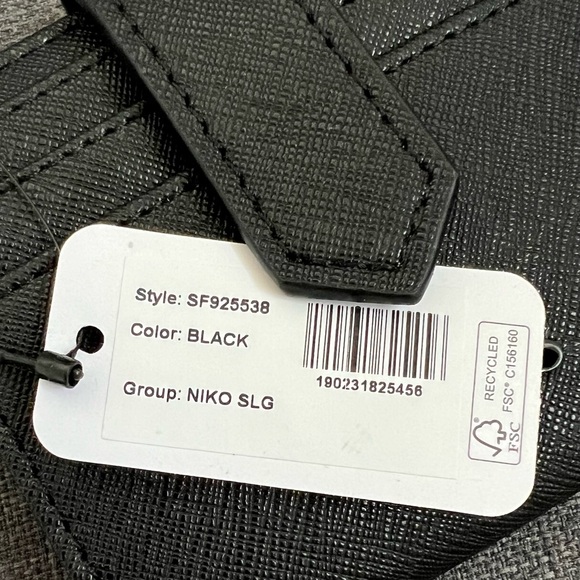 Style: SF925538
Color: BLACK
Group: NIKO SLG
190231825456
RECYCLED
FSC® C156160
FSC